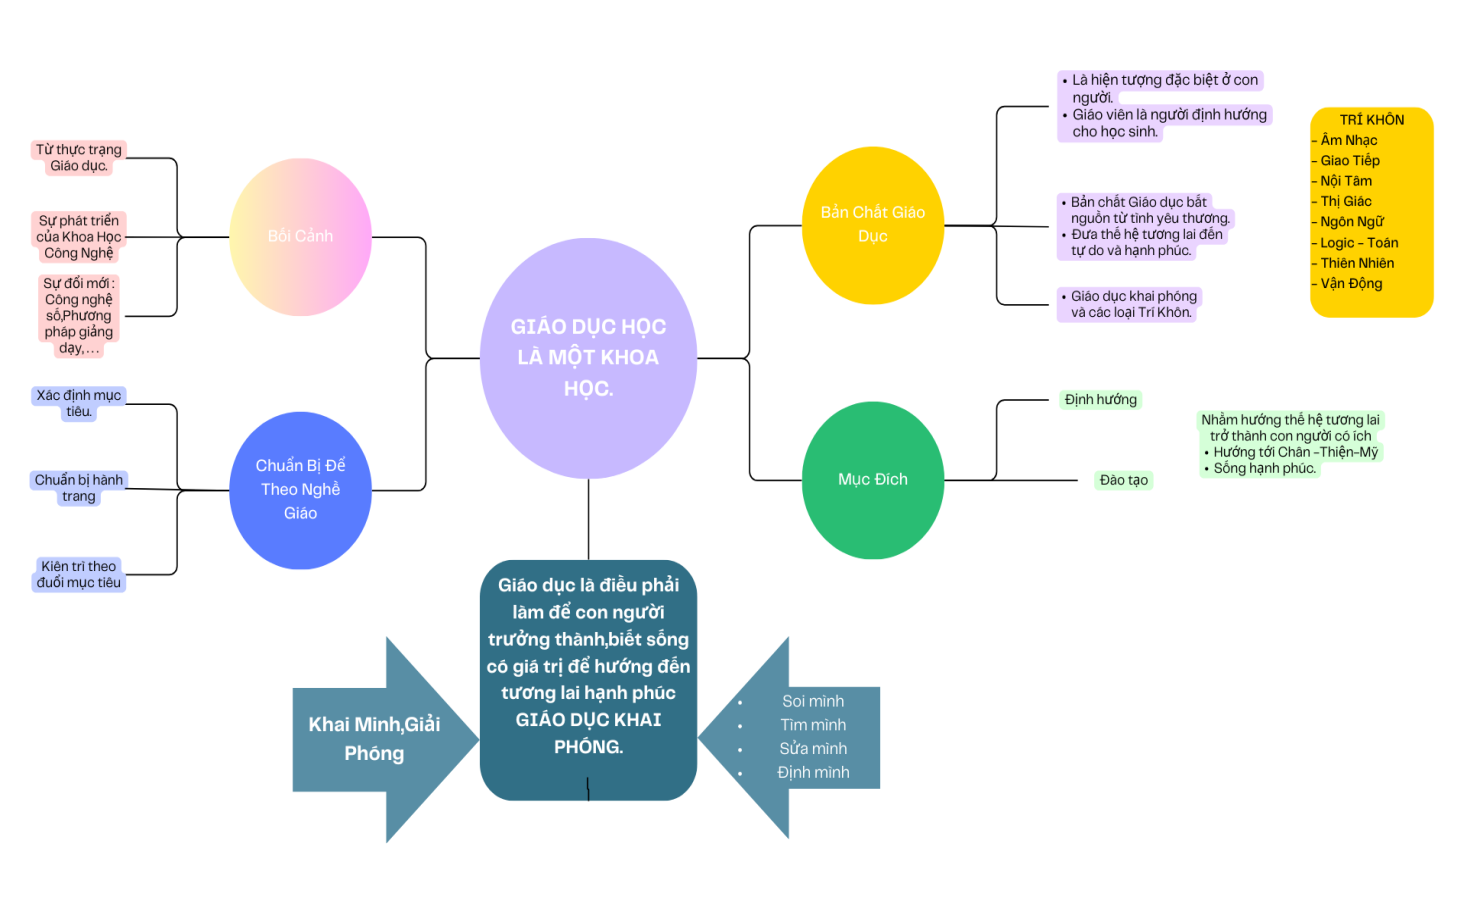 GIÁO DỤC HỌC
LÀ MỘT KHOA
HỌC.
Bối Cảnh
Từ thực trạng
Giáo dục.
Sự phát triển
của Khoa Học
Công Nghệ
Sự đổi mới :
Công nghệ
số,Phương
pháp giảng
dạy,...
Chuẩn Bị Để
Theo Nghề
Giáo
Xác định mục
tiêu.
Chuẩn bị hành
trang
Kiên trì theo
đuổi mục tiêu
Bản Chất Giáo
Dục
• Là hiện tượng đặc biệt ở con
người.
• Giáo viên là người định hướng
cho học sinh.
• Bản chất Giáo dục bắt
nguồn từ tình yêu thương.
• Đưa thế hệ tương lai đến
tự do và hạnh phúc.
• Giáo dục khai phóng
và các loại Trí Khôn.
TRÍ KHÔN
- Âm Nhạc
- Giao Tiếp
- Nội Tâm
- Thị Giác
- Ngôn Ngữ
- Logic - Toán
- Thiên Nhiên
- Vận Động
Mục Đích
Định hướng
Đào tạo
Nhằm hướng thế hệ tương lai
trở thành con người có ích
• Hướng tới Chân -Thiện-Mỹ
• Sống hạnh phúc.
Giáo dục là điều phải
làm để con người
trưởng thành,biết sống
có giá trị để hướng đến
tương lai hạnh phúc
GIÁO DỤC KHAI
PHÓNG.
Khai Minh,Giải
Phóng
• Soi mình
• Tìm mình
• Sửa mình
• Định mình